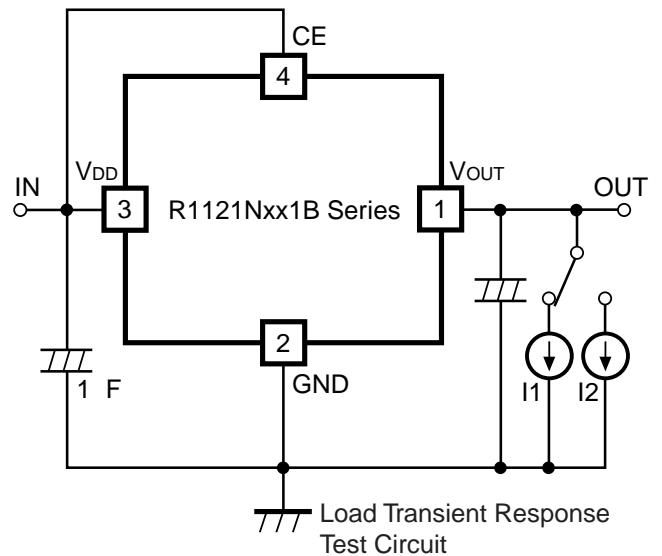 CE
4
VDD
VOUT
IN
OUT
3
R1121Nxx1B Series
1
2
GND
1 F
I1
I2
Load Transient Response
Test Circuit